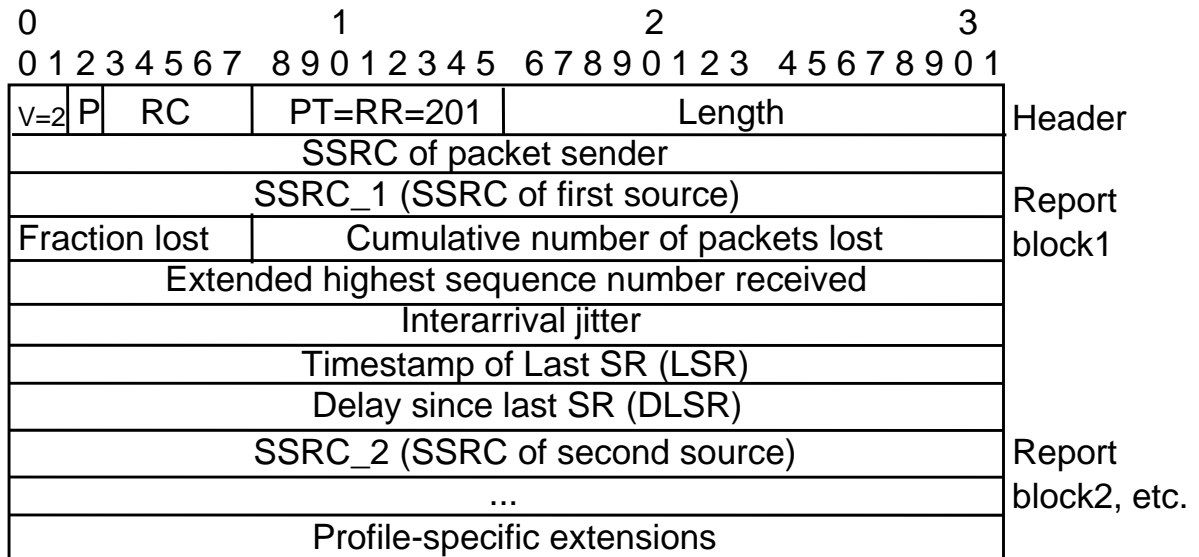 0 1 2 3
0 1 2 3 4 5 6 7 8 9 0 1 2 3 4 5 6 7 8 9 0 1 2 3 4 5 6 7 8 9 0 1
V=2 P RC PT=RR=201 Length Header
SSRC of packet sender
SSRC_1 (SSRC of first source) Report
Fraction lost Cumulative number of packets lost block1
Extended highest sequence number received
Interarrival jitter
Timestamp of Last SR (LSR)
Delay since last SR (DLSR)
SSRC_2 (SSRC of second source) Report
... block2, etc.
Profile-specific extensions